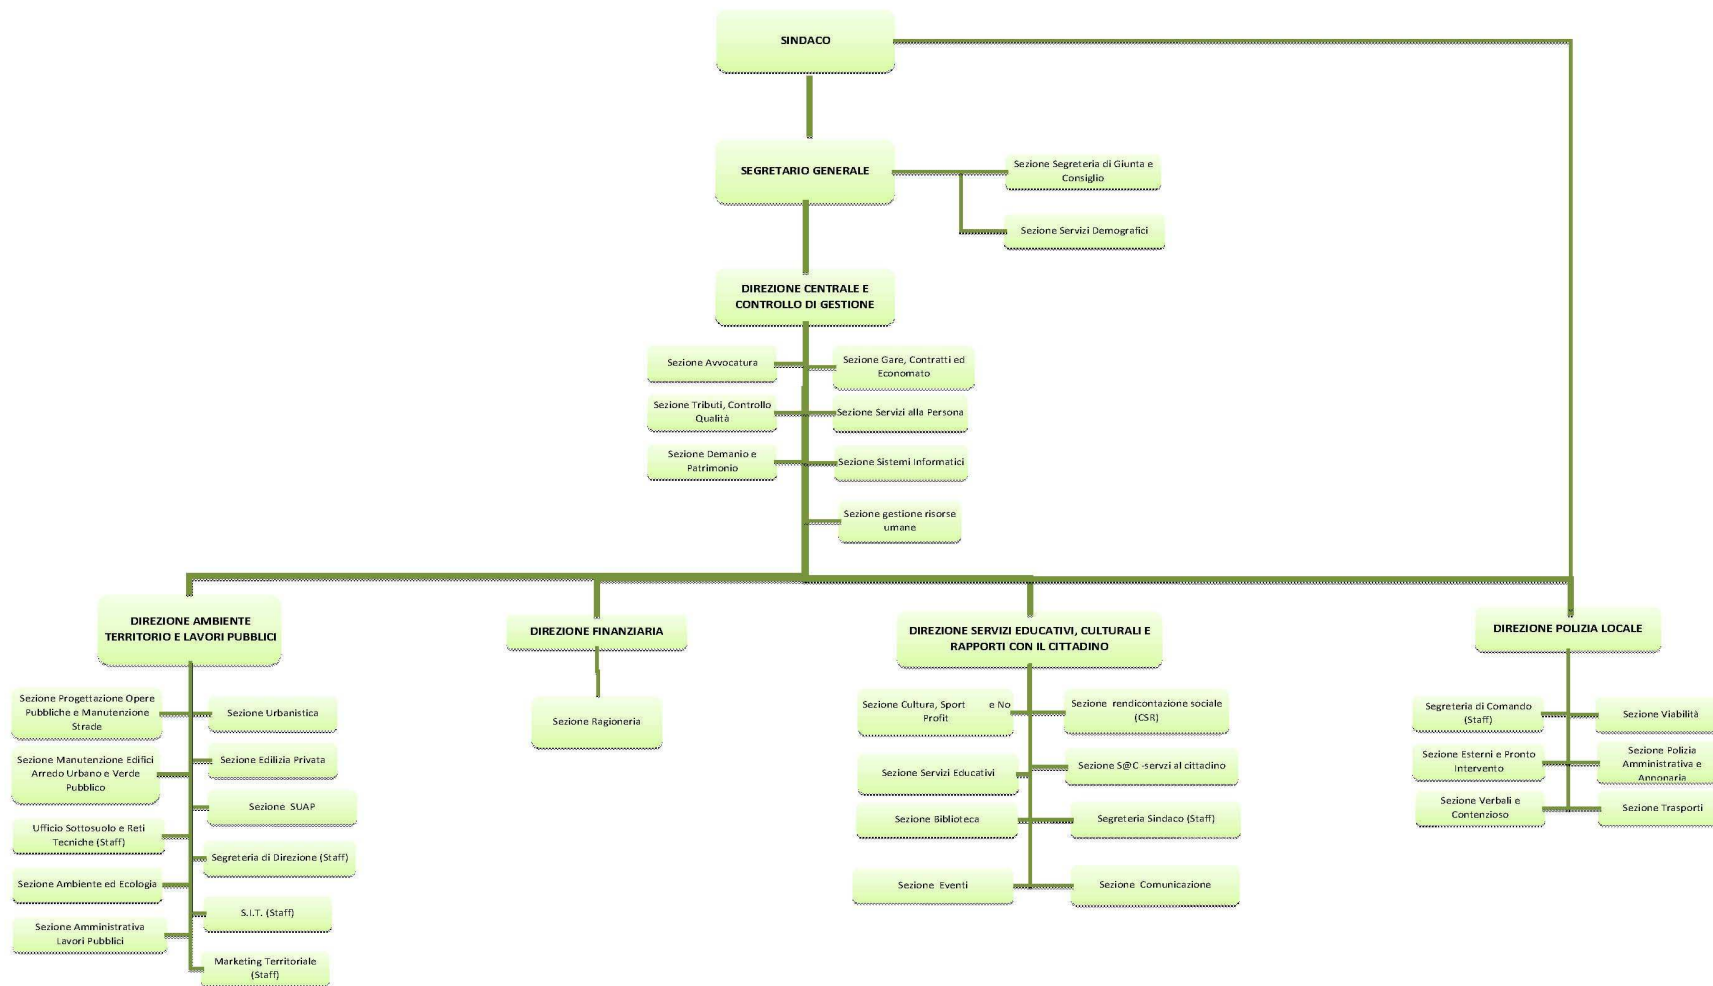 SINDACO
SEGRETARIO GENERALE
Sezione Segreteria di Giunta e
Consiglio
Sezione Servizi Demografici
DIREZIONE CENTRALE E
CONTROLLO DI GESTIONE
Sezione Avvocatura
Sezione Gare, Contratti ed
Economato
Sezione Tributi, Controllo
Qualità
Sezione Servizi alla Persona
Sezione Demanio e
Patrimonio
Sezione Sistemi Informatici
Sezione gestione risorse
umane
DIREZIONE AMBIENTE
TERRITORIO E LAVORI PUBBLICI
Sezione Progettazione Opere
Pubbliche e Manutenzione
Strade
Sezione Urbanistica
Sezione Manutenzione Edifici
Arredo Urbano e Verde
Pubblico
Sezione Edilizia Privata
Sezione SUAP
Ufficio Sottosuolo e Reti
Tecniche (Staff)
Segreteria di Direzione (Staff)
Sezione Ambiente ed Ecologia
S.I.T. (Staff)
Sezione Amministrativa
Lavori Pubblici
Marketing Territoriale
(Staff)
DIREZIONE FINANZIARIA
Sezione Ragioneria
DIREZIONE SERVIZI EDUCATIVI, CULTURALI E
RAPPORTI CON IL CITTADINO
Sezione Cultura, Sport e No
Profit
Sezione rendicontazione sociale
(CSR)
Sezione Servizi Educativi
Sezione S@C -servzi al cittadino
Sezione Biblioteca
Segreteria Sindaco (Staff)
Sezione Eventi
Sezione Comunicazione
DIREZIONE POLIZIA LOCALE
Segreteria di Comando
(Staff)
Sezione Viabilità
Sezione Esterni e Pronto
Intervento
Sezione Polizia
Amministrativa e
Annonaria
Sezione Verbali e
Contenzioso
Sezione Trasporti